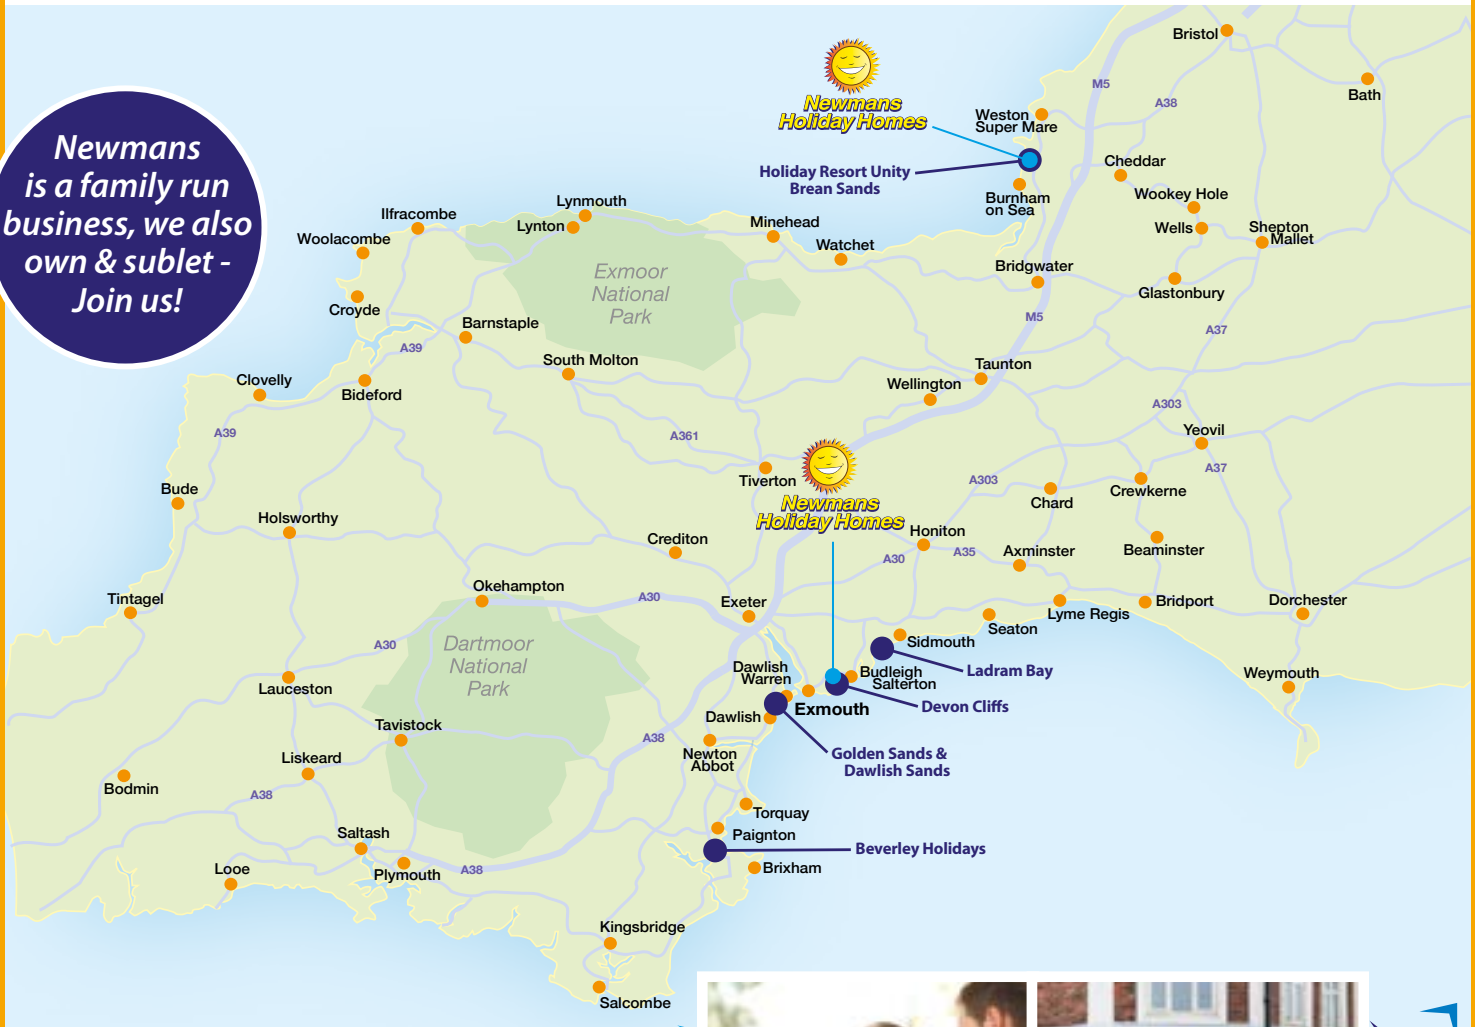 Newmans
is a family run
business, we also
own & sublet -
Join us!
Bristol
Bath
M5
A38
Newmans
Holiday Homes
Weston
Super Mare
Holiday Resort Unity
Brean Sands
Cheddar
Burnham
on Sea
Wookey Hole
Wells
Shepton
Mallet
Lynmouth
Lynton
Ilfracombe
Woolacombe
Minehead
Watchet
Bridgwater
Glastonbury
Exmoor
National
Park
Croyde
Barnstaple
A39
M5
A37
South Molton
Taunton
Wellington
Clovelly
Bideford
A39
A361
A303
Yeovil
A37
Tiverton
Newmans
Holiday Homes
A303
Chard
Crewkerne
Bude
Holsworthy
Crediton
Honiton
A30
A35
Axminster
Beaminster
Okehampton
A30
Exeter
Tintagel
Lyme Regis
Bridport
Dorchester
Seaton
Sidmouth
A30
Dartmoor
National
Park
Dawlish
Warren
Budleigh
Salterton
Ladram Bay
Weymouth
Lauceston
Devon Cliffs
Exmouth
Dawlish
Tavistock
A38
Newton
Abbot
Golden Sands &
Dawlish Sands
Liskeard
Bodmin
A38
Torquay
Saltash
Paignton
Beverley Holidays
Looe
Plymouth
A38
Brixham
Kingsbridge
Salcombe